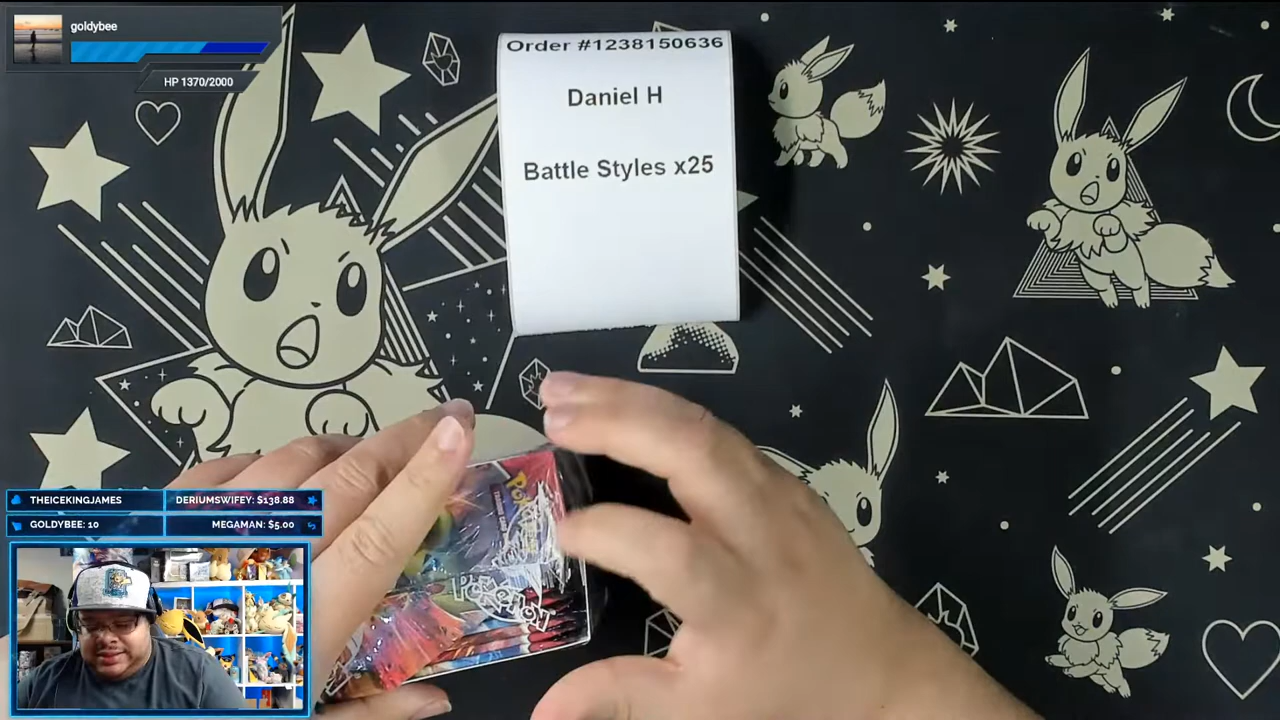 goldybee
HP 1370/2000
Order #1238150636
Daniel H
Battle Styles x25
THEICEKINGJAMES
DERIUMSWIFEY: $138.88
GOLDYBEE: 10
MEGAMAN: $5.00
POKÉMON